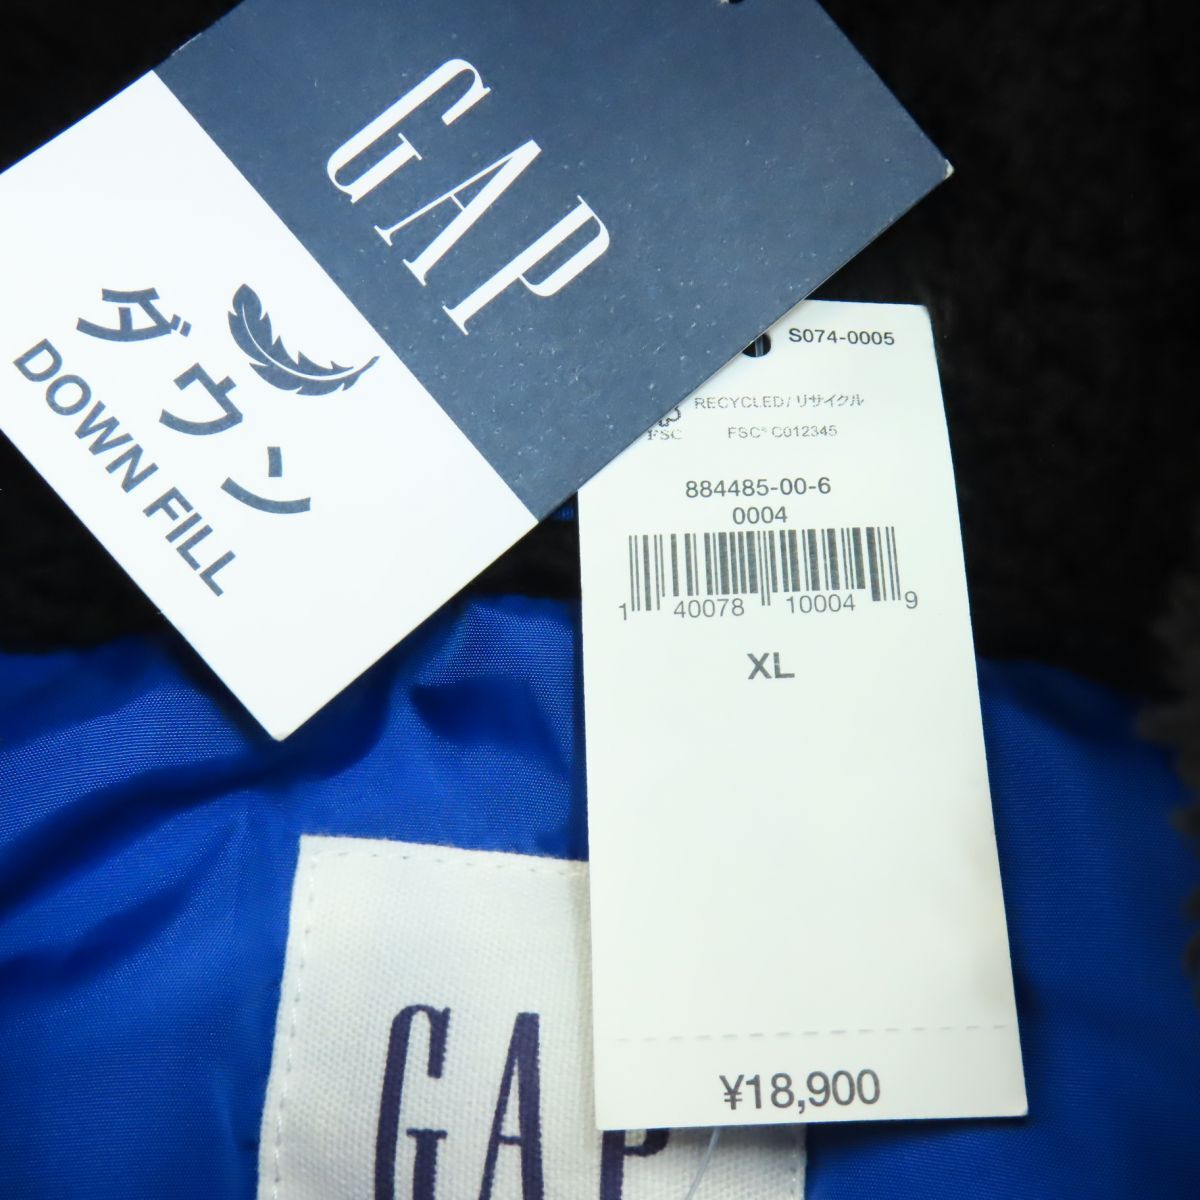 GAP
ダウン
DOWN FILL
S074-0005
RECYCLED/リサイクル
FSC
FSC® C012345
884485-00-6
0004
1 40078 10004 9
XL
¥18,900
GAP